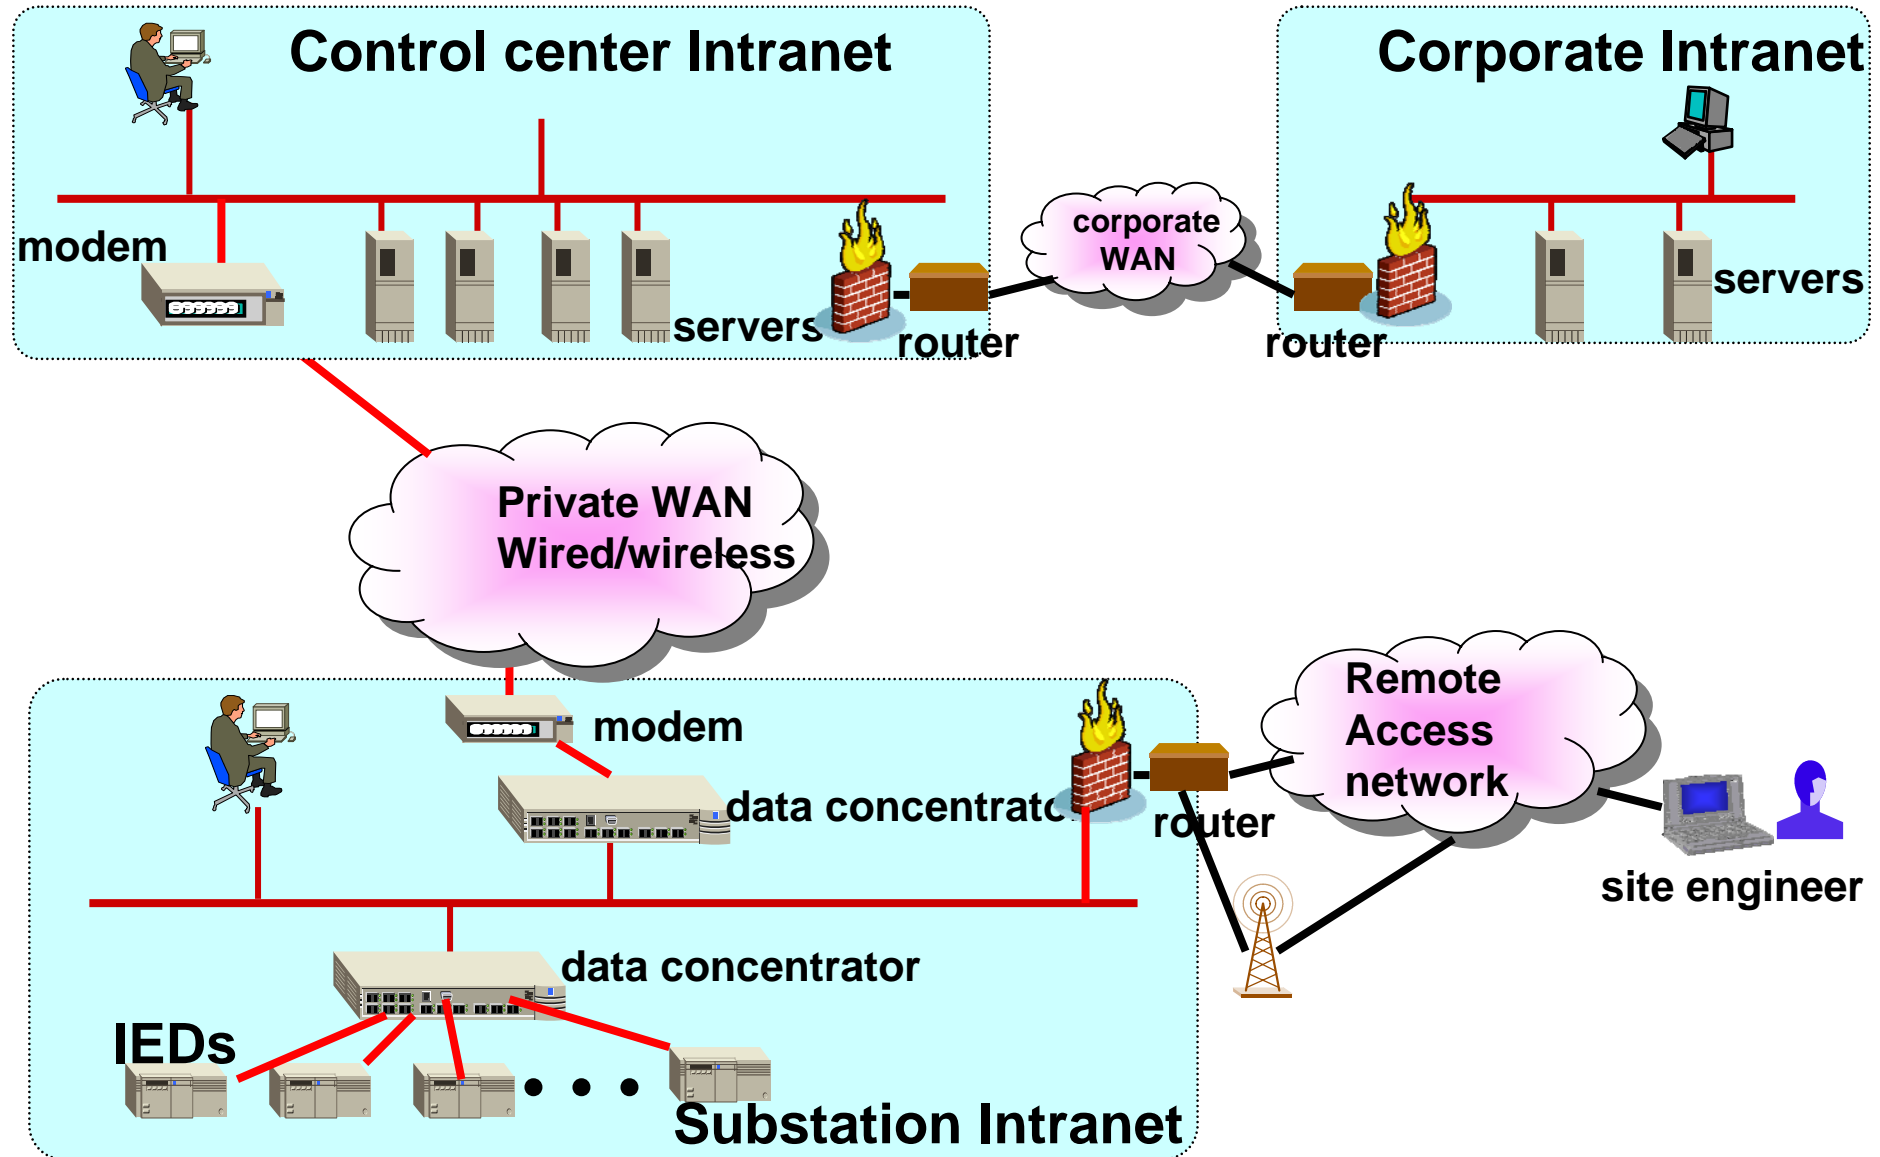 Control center Intranet
Corporate Intranet
modem
servers
router
corporate
WAN
router
servers
Private WAN
Wired/wireless
modem
data concentrator
router
Remote
Access
network
site engineer
data concentrator
IEDs
Substation Intranet